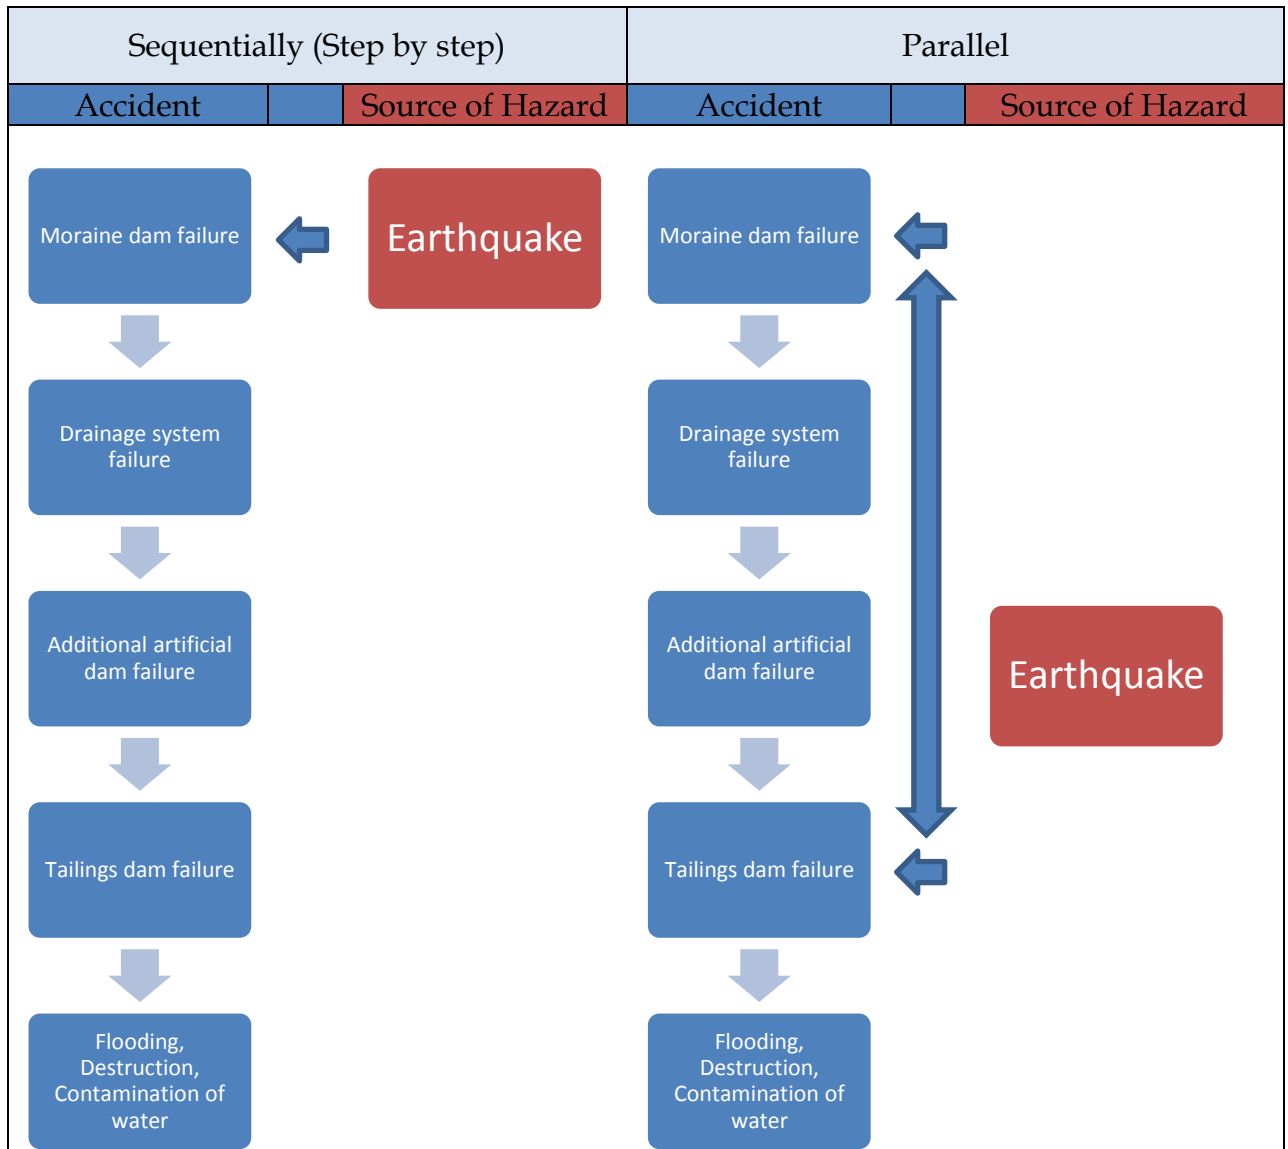 Sequentially (Step by step)
Parallel
Accident
Source of Hazard
Accident
Source of Hazard
Moraine dam failure
Earthquake
Drainage system
failure
Additional artificial
dam failure
Tailings dam failure
Flooding,
Destruction,
Contamination of
water
Moraine dam failure
Drainage system
failure
Additional artificial
dam failure
Earthquake
Tailings dam failure
Flooding,
Destruction,
Contamination of
water